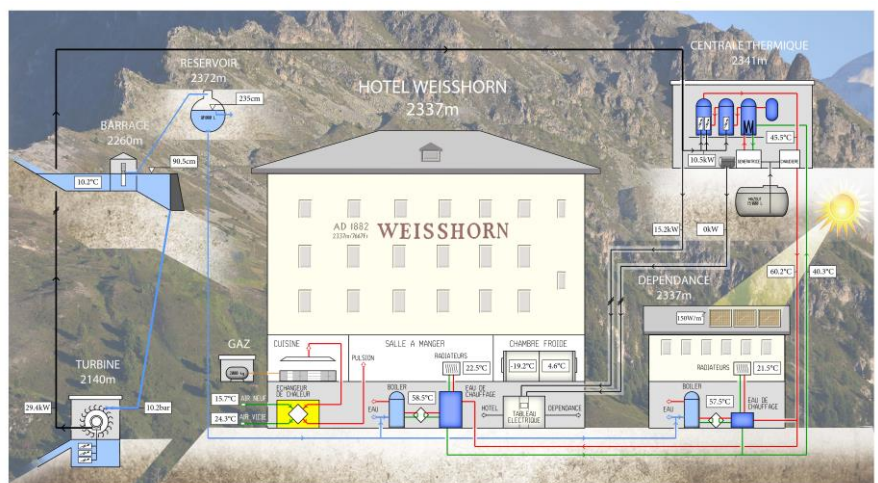 RESERVOIR
2372m
235cm
BARRAGE
2260m
90.5cm
10.2°C
HOTEL WEISSHORN
2337m
CENTRALE THERMIQUE
2341m
45.5°C
10.5kW
GENERATRICE
CHAUDIERE
MAZOUT
15.2kW
0kW
60.2°C
40.3°C
AD 1882
WEISSHORN
DEPENDANCE
2337m
150W/m²
TURBINE
2140m
29.4kW
10.2bar
GAZ
CUISINE
SALLE A MANGER
CHAMBRE FROIDE
PULSION
RADIATEURS
22.5°C
-19.2°C
4.6°C
ECHANGEUR
DE CHALEUR
15.7°C
AIR NEUF
24.3°C
AIR VICIE
BOILER
EAU
58.5°C
EAU DE
CHAUFFAGE
HOTEL
TABLEAU
ELECTRIQUE
DEPENDANCE
RADIATEURS
21.5°C
BOILER
EAU
57.5°C
EAU DE
CHAUFFAGE